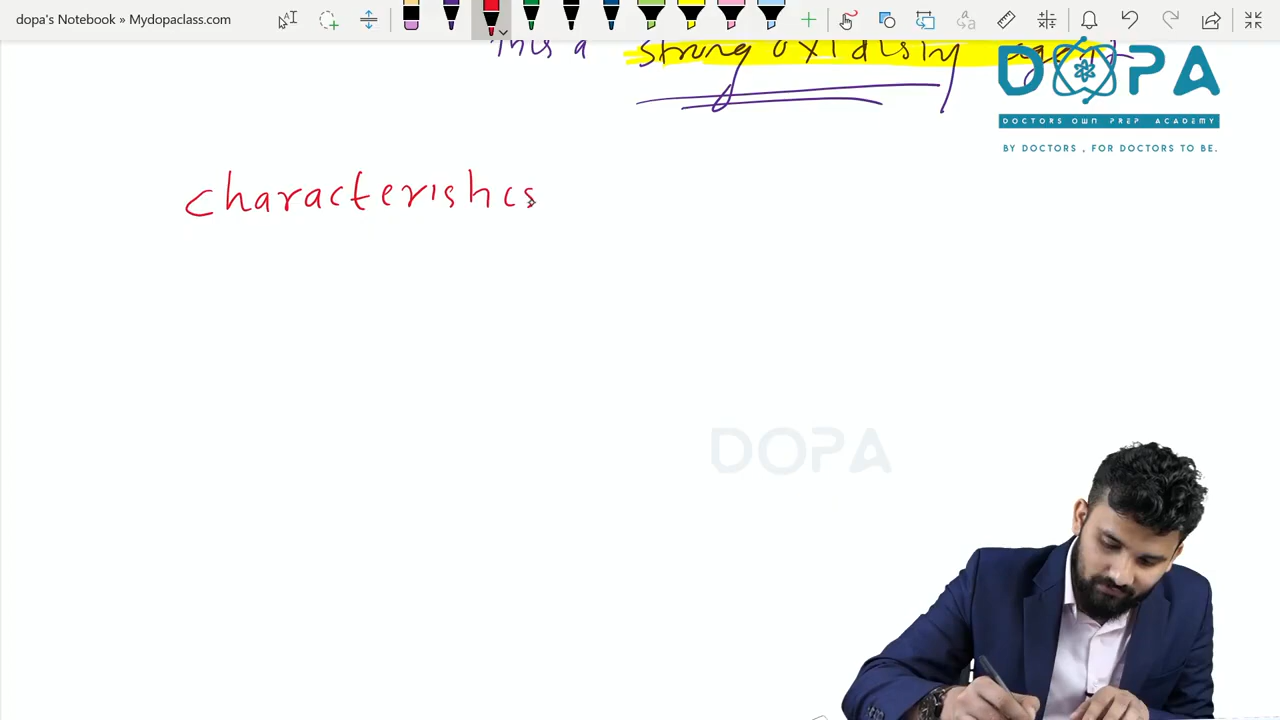 dopa's Notebook » Mydopaclass.com
This a strong oxidising agent
DOPA
DOCTORS OWN PREP ACADEMY
BY DOCTORS , FOR DOCTORS TO BE.
characteristics
DOPA